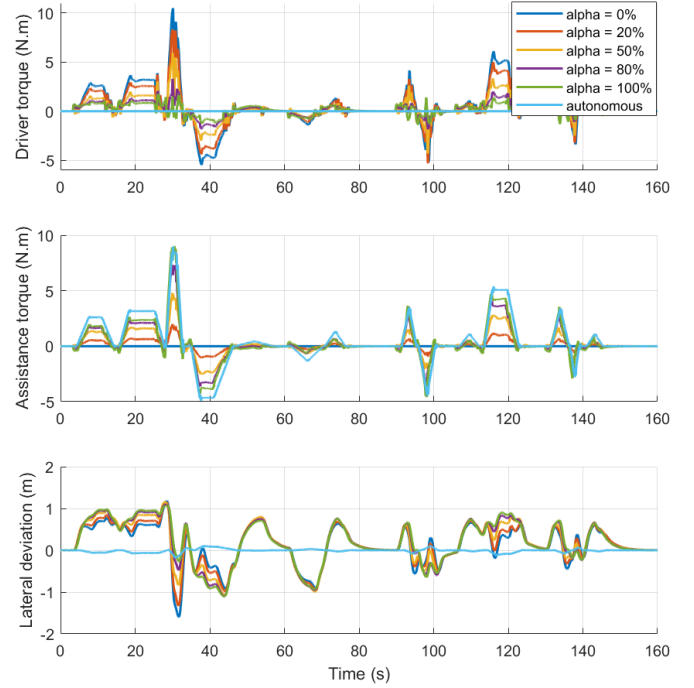 Driver torque (N.m)
10
5
0
-5
0 20 40 60 80 100 120 140 160
alpha = 0%
alpha = 20%
alpha = 50%
alpha = 80%
alpha = 100%
autonomous
Assistance torque (N.m)
10
5
0
-5
0 20 40 60 80 100 120 140 160
Lateral deviation (m)
2
1
0
-1
-2
0 20 40 60 80 100 120 140 160
Time (s)